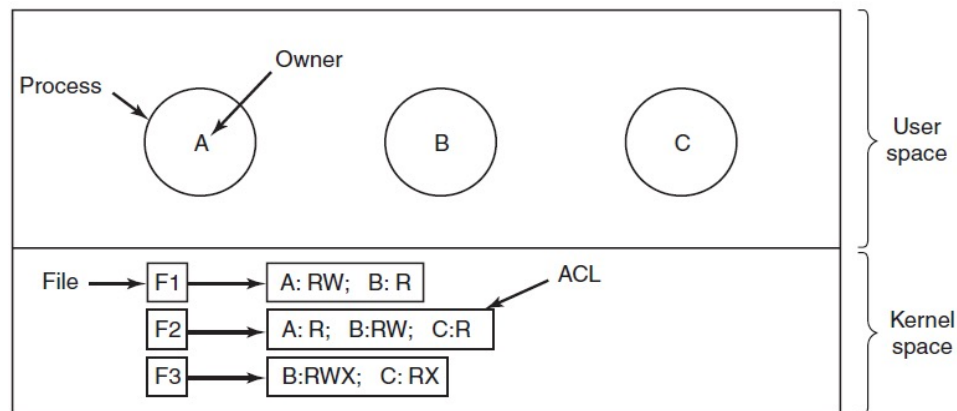 Owner
Process
A
B
C
User
space
File
F1
A: RW; B: R
ACL
F2
A: R; B:RW; C:R
F3
B:RWX; C: RX
Kernel
space